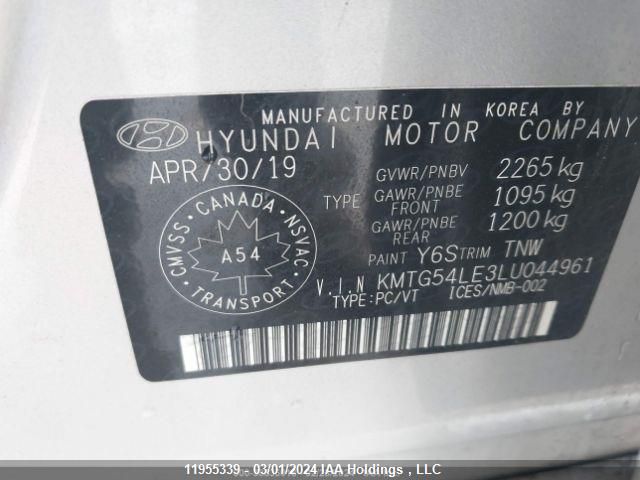 MANUFACTURED IN KOREA BY
HYUNDAI MOTOR COMPANY
APR/30/19
GVWR/PNBV 2265 kg
TYPE GAWR/PNBE FRONT 1095 kg
GAWR/PNBE REAR 1200 kg
PAINT Y6S TRIM TNW
V.I.N KMTG54LE3LU044961
TYPE:PC/VT ICES/NMB-002
CANADA
CMVSS NSVAC
A54
TRANSPORT
11955339 - 03/01/2024 IAA Holdings , LLC